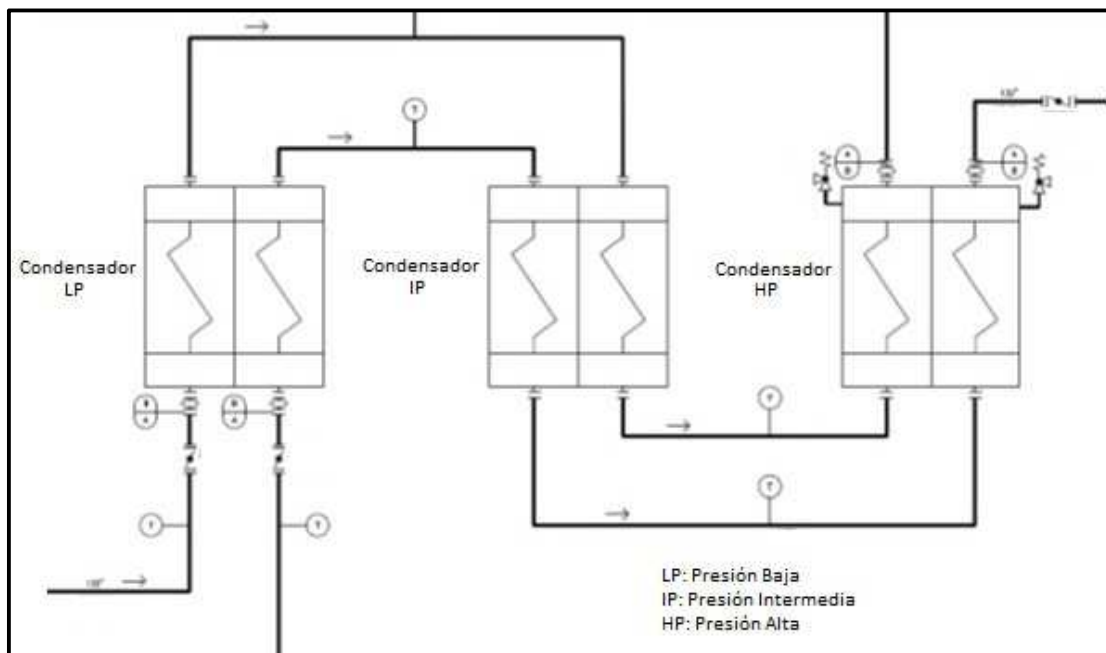 T
Condensador
LP
Condensador
IP
Condensador
HP
T
T
T
T
LP: Presión Baja
IP: Presión Intermedia
HP: Presión Alta